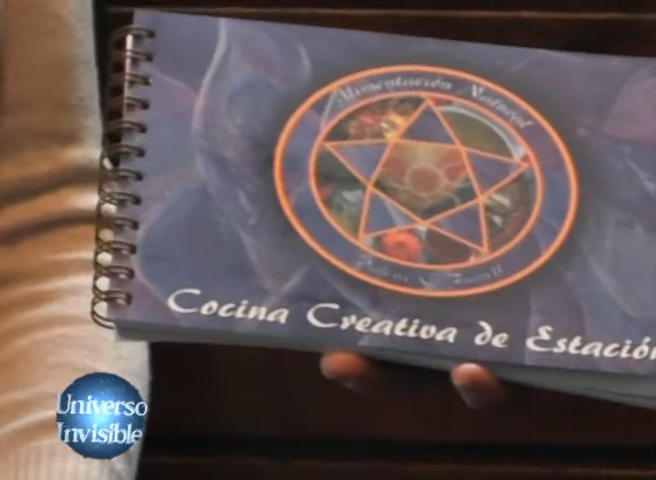 Alimentación Natural
Cocina Creativa de Estación
Universo
Invisible